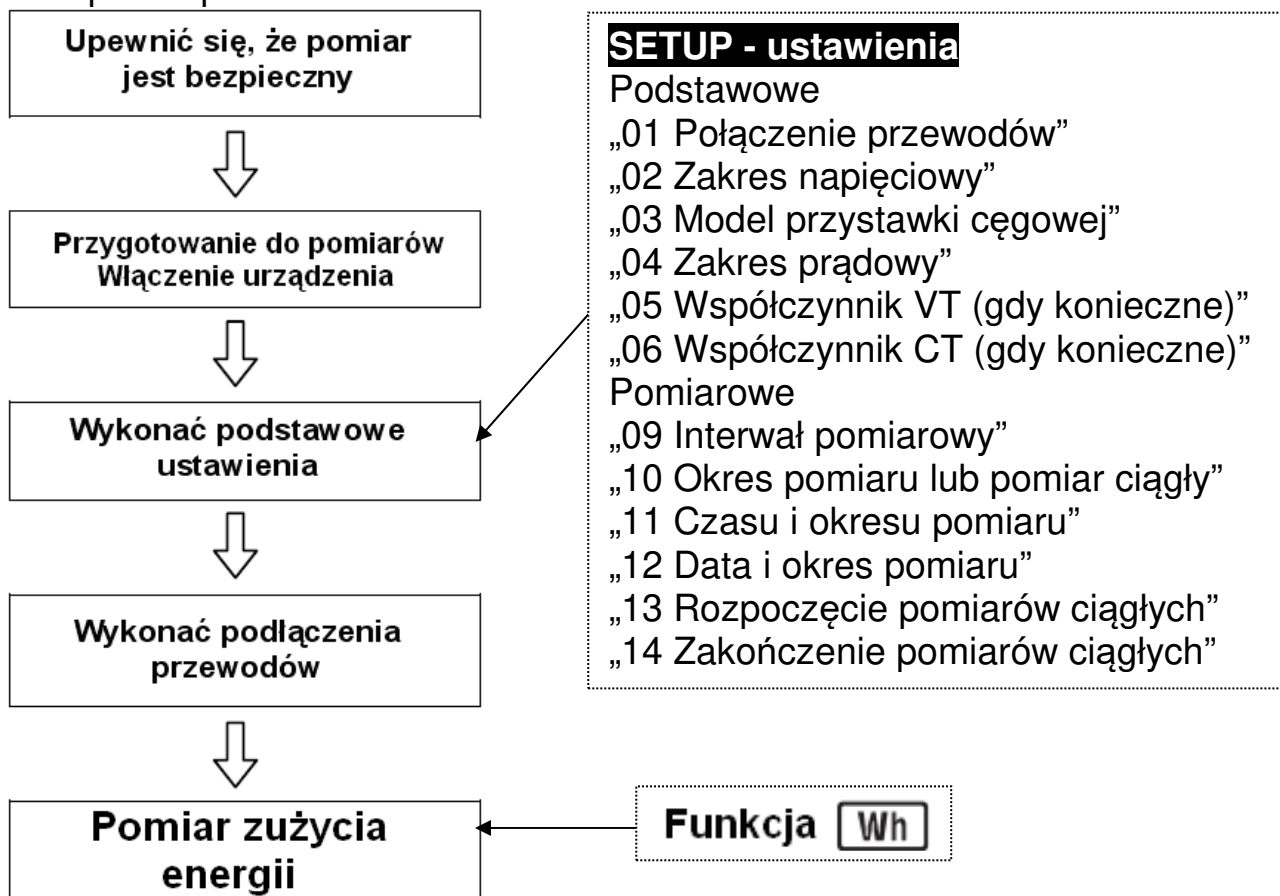 Upewnić się, że pomiar
jest bezpieczny
Przygotowanie do pomiarów
Włączenie urządzenia
Wykonać podstawowe
ustawienia
Wykonać podłączenia
przewodów
Pomiar zużycia
energii
SETUP - ustawienia
Podstawowe
„01 Połączenie przewodów”
„02 Zakres napięciowy”
„03 Model przystawki cęgowej”
„04 Zakres prądowy”
„05 Współczynnik VT (gdy konieczne)”
„06 Współczynnik CT (gdy konieczne)”
Pomiarowe
„09 Interwał pomiarowy”
„10 Okres pomiaru lub pomiar ciągły”
„11 Czasu i okresu pomiaru”
„12 Data i okres pomiaru”
„13 Rozpoczęcie pomiarów ciągłych”
„14 Zakończenie pomiarów ciągłych”
Funkcja Wh